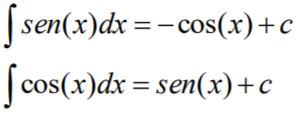 ∫ sen(x)dx = −cos(x) + c
∫ cos(x)dx = sen(x) + c